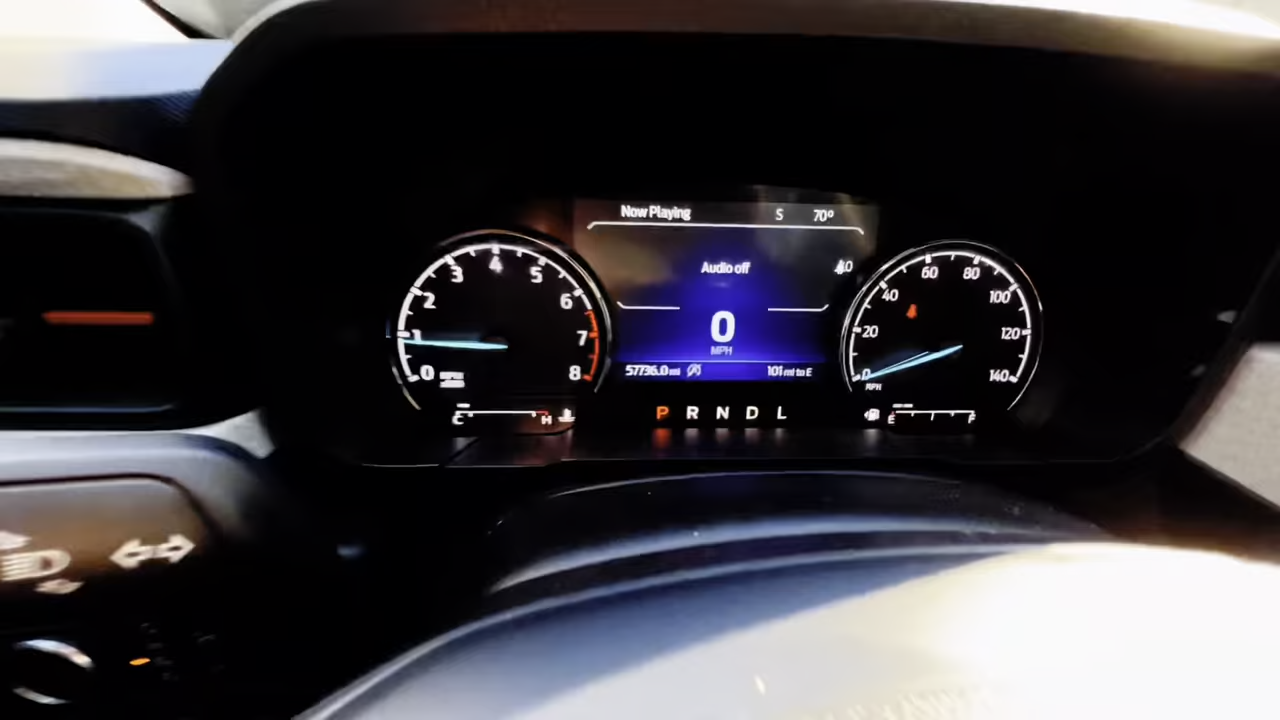 Now Playing S 70°
Audio off
0
MPH
57736.0 mi 101 mi to E
P R N D L
0 1 2 3 4 5 6 7 8
C H
0 20 40 60 80 100 120 140
MPH
E F